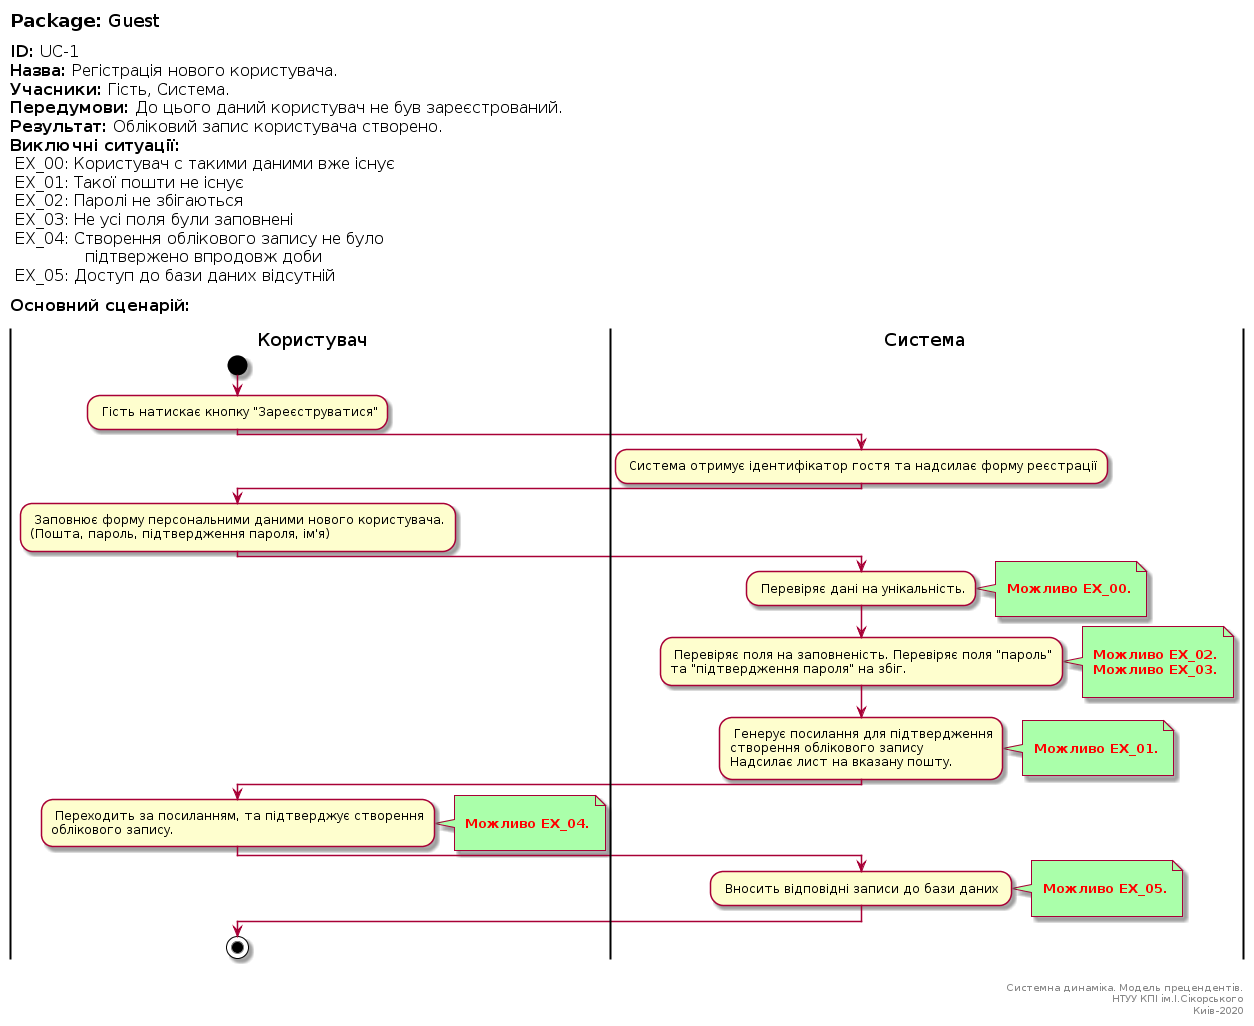 Package: Guest
ID: UC-1
Назва: Регістрація нового користувача.
Учасники: Гість, Система.
Передумови: До цього даний користувач не був зареєстрований.
Результат: Обліковий запис користувача створено.
Виключні ситуації:
EX_00: Користувач с такими даними вже існує
EX_01: Такої пошти не існує
EX_02: Паролі не збігаються
EX_03: Не усі поля були заповнені
EX_04: Створення облікового запису не було
підтвержено впродовж доби
EX_05: Доступ до бази даних відсутній
Основний сценарій:
Користувач
Система
Гість натискає кнопку "Зареєструватися"
Система отримує ідентифікатор гостя та надсилає форму реєстрації
Заповнює форму персональними даними нового користувача.
(Пошта, пароль, підтвердження пароля, ім'я)
Перевіряє дані на унікальність.
Можливо EX_00.
Перевіряє поля на заповненість. Перевіряє поля "пароль"
та "підтвердження пароля" на збіг.
Можливо EX_02.
Можливо EX_03.
Генерує посилання для підтвердження
створення облікового запису
Надсилає лист на вказану пошту.
Можливо EX_01.
Переходить за посиланням, та підтверджує створення
облікового запису.
Можливо EX_04.
Вносить відповідні записи до бази даних
Можливо EX_05.
Системна динаміка. Модель прецендентів.
НТУУ КПІ ім.І.Сікорського
Киів-2020